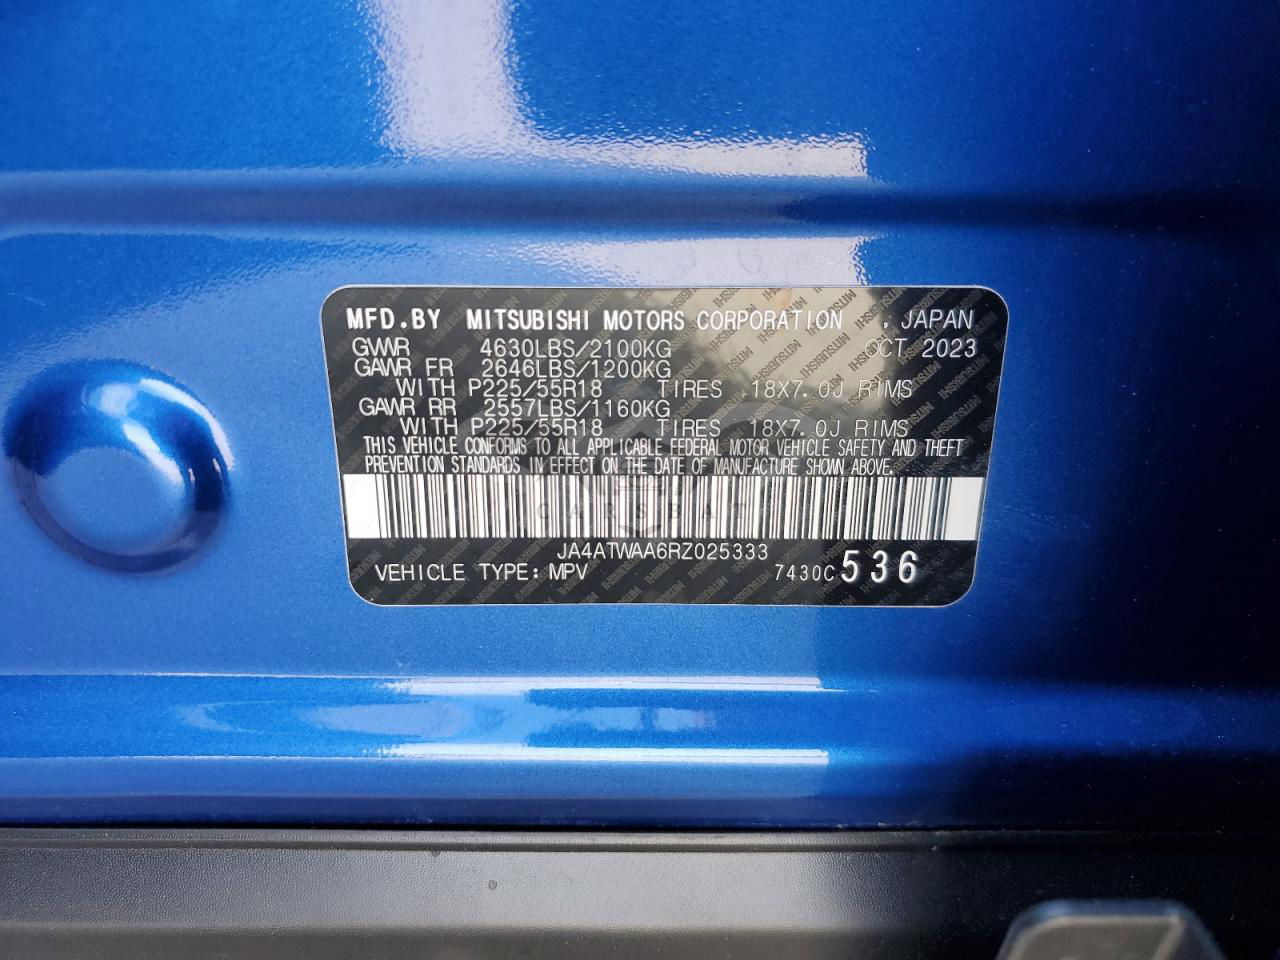 MFD.BY MITSUBISHI MOTORS CORPORATION , JAPAN
GWR 4630LBS/2100KG OCT 2023
GAWR FR 2646LBS/1200KG
WITH P225/55R18 TIRES 18X7.0J RIMS
GAWR RR 2557LBS/1160KG
WITH P225/55R18 TIRES 18X7.0J RIMS
THIS VEHICLE CONFORMS TO ALL APPLICABLE FEDERAL MOTOR VEHICLE SAFETY AND THEFT
PREVENTION STANDARDS IN EFFECT ON THE DATE OF MANUFACTURE SHOWN ABOVE.
JA4ATWAA6RZ025333
VEHICLE TYPE: MPV 7430C 536